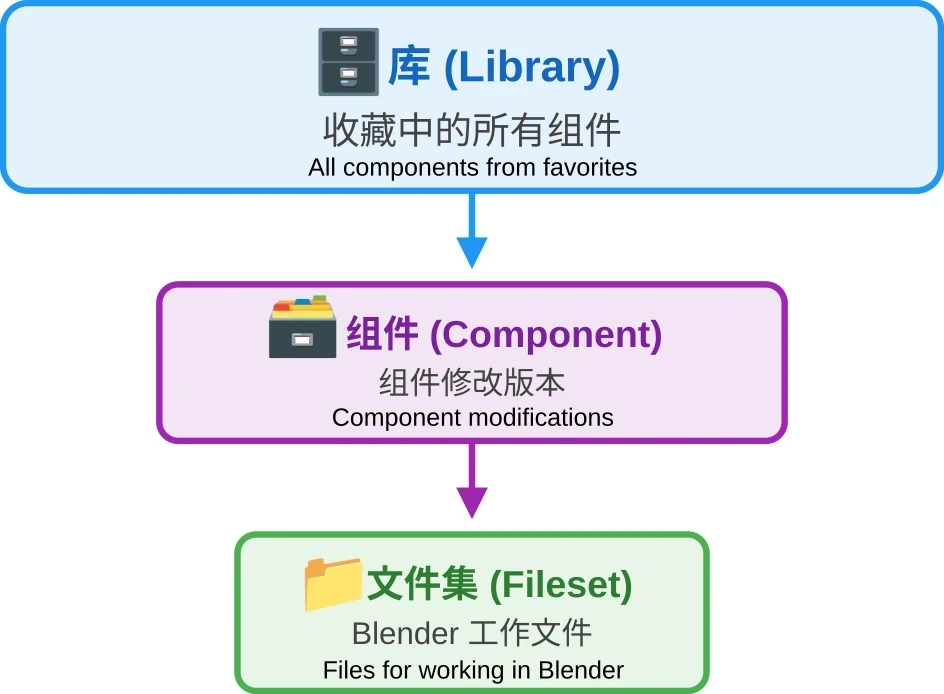 库 (Library)
收藏中的所有组件
All components from favorites
组件 (Component)
组件修改版本
Component modifications
文件集 (Fileset)
Blender 工作文件
Files for working in Blender